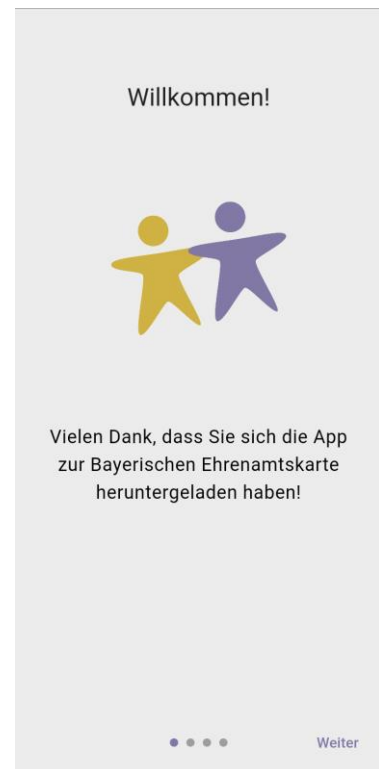 Willkommen!
Vielen Dank, dass Sie sich die App
zur Bayerischen Ehrenamtskarte
heruntergeladen haben!
Weiter